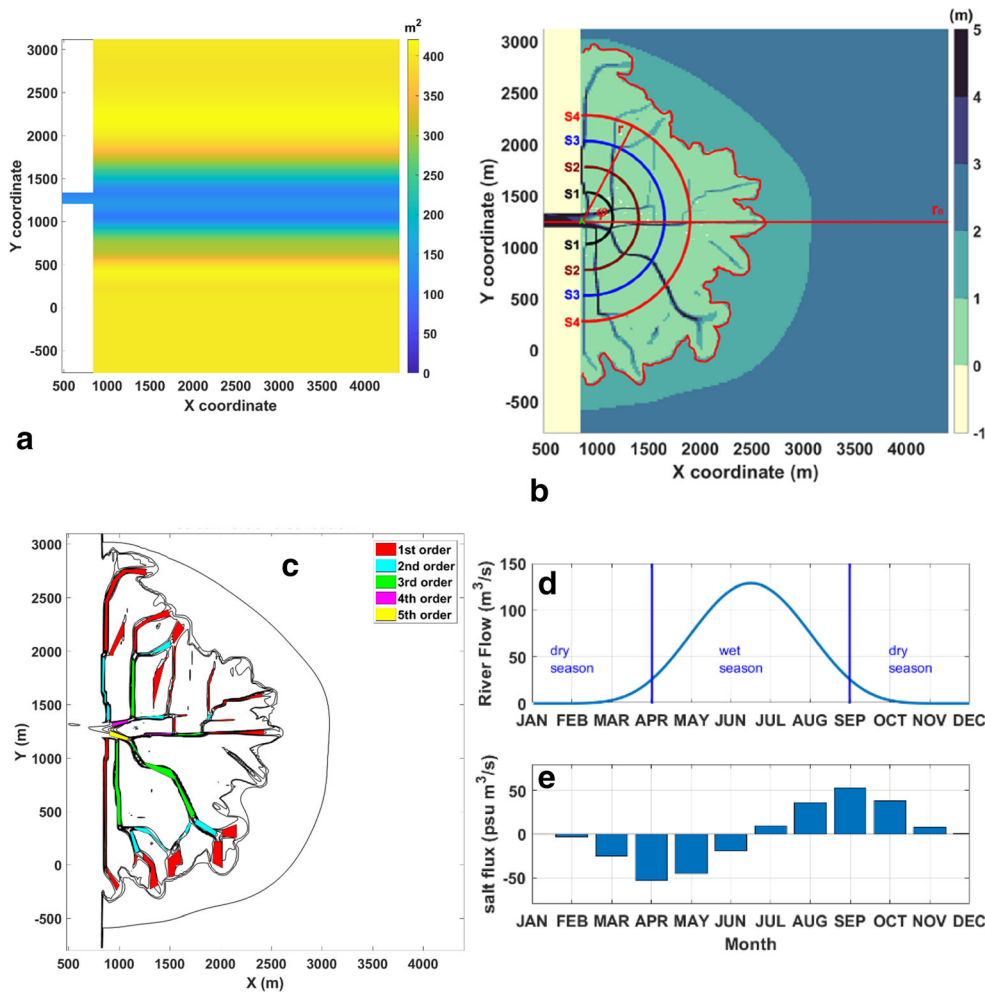 m²
3000
2500
2000
1500
1000
500
0
-500
Y coordinate
500 1000 1500 2000 2500 3000 3500 4000
X coordinate
400
350
300
250
200
150
100
50
0
a
(m)
3000
2500
2000
1500
1000
500
0
-500
Y coordinate (m)
S4
S3
S2
S1
S1
S2
S3
S4
r
φ
r₀
500 1000 1500 2000 2500 3000 3500 4000
X coordinate (m)
5
4
3
2
1
0
-1
b
c
1st order
2nd order
3rd order
4th order
5th order
3000
2500
2000
1500
1000
500
0
-500
Y (m)
500 1000 1500 2000 2500 3000 3500 4000
X (m)
d
150
100
50
0
River Flow (m³/s)
dry season
wet season
dry season
JAN FEB MAR APR MAY JUN JUL AUG SEP OCT NOV DEC
e
50
0
-50
salt flux (psu m³/s)
JAN FEB MAR APR MAY JUN JUL AUG SEP OCT NOV DEC
Month